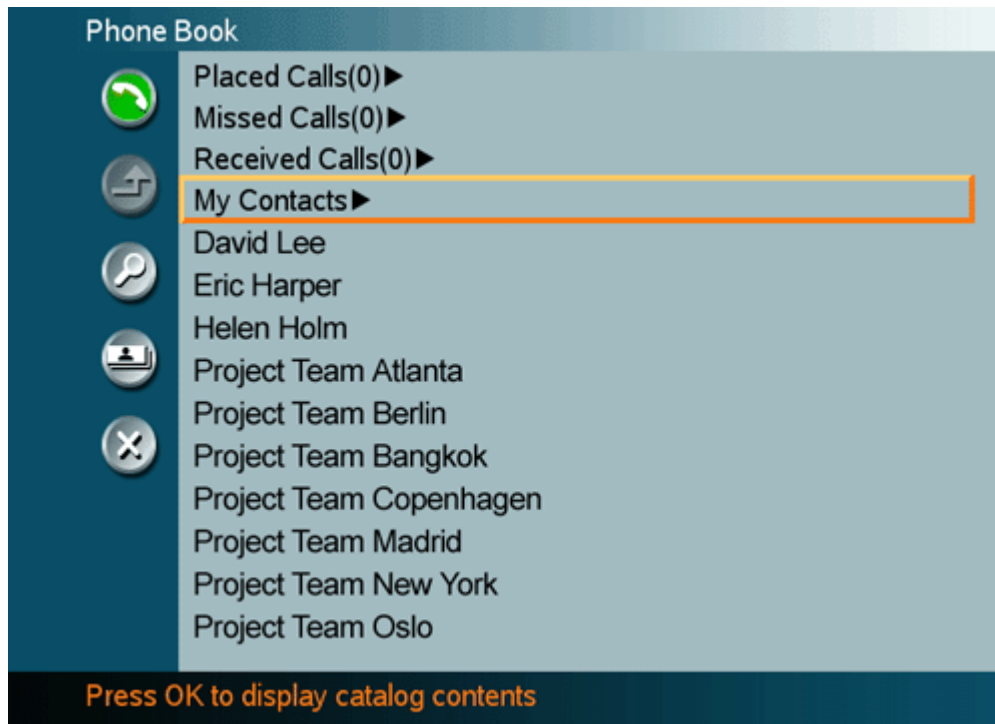 Phone Book
Placed Calls(0)▶
Missed Calls(0)▶
Received Calls(0)▶
My Contacts▶
David Lee
Eric Harper
Helen Holm
Project Team Atlanta
Project Team Berlin
Project Team Bangkok
Project Team Copenhagen
Project Team Madrid
Project Team New York
Project Team Oslo
Press OK to display catalog contents